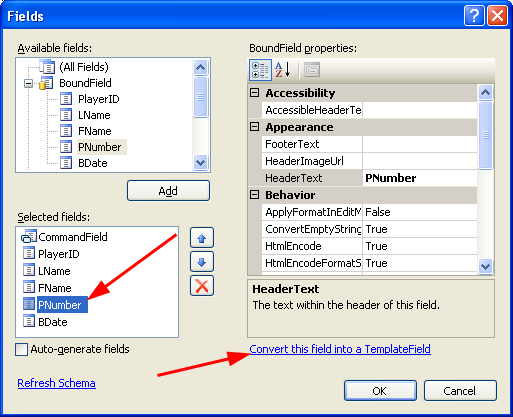 Fields
Available fields:
(All Fields)
BoundField
PlayerID
LName
FName
PNumber
BDate
Add
Selected fields:
CommandField
PlayerID
LName
FName
PNumber
BDate
Auto-generate fields
Refresh Schema
BoundField properties:
Accessibility
AccessibleHeaderTe
Appearance
FooterText
HeaderImageUrl
HeaderText PNumber
Behavior
ApplyFormatInEditM False
ConvertEmptyString True
HtmlEncode True
HtmlEncodeFormatS True
HeaderText
The text within the header of this field.
Convert this field into a TemplateField
OK Cancel